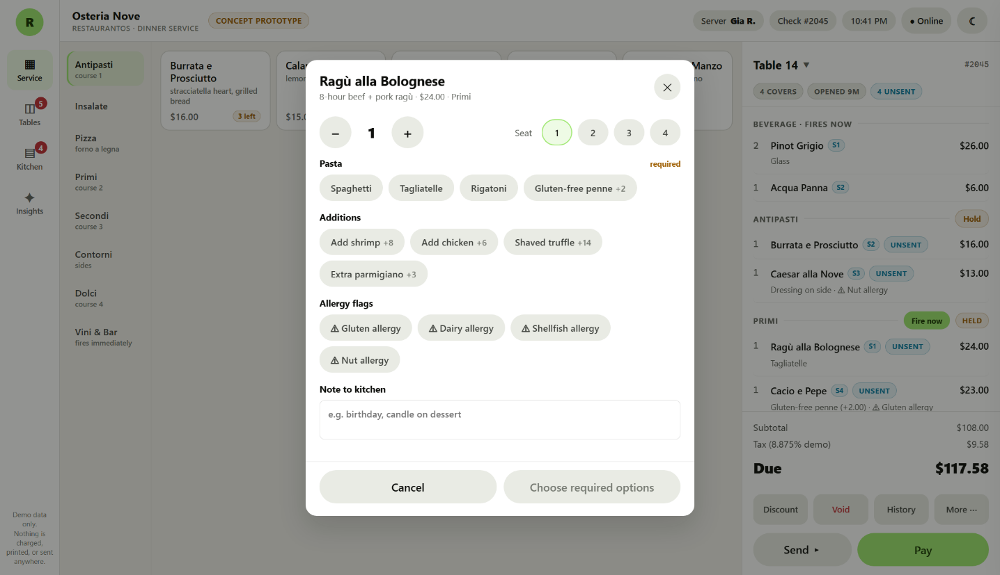 R
Osteria Nove
RESTAURANTOS · DINNER SERVICE
CONCEPT PROTOTYPE
Server Gia R.
Check #2045
10:41 PM
● Online
☾
Service
5
Tables
4
Kitchen
Insights
Demo data
only.
Nothing is
charged,
printed, or sent
anywhere.
Antipasti
course 1
Insalate
Pizza
forno a legna
Primi
course 2
Secondi
course 3
Contorni
sides
Dolci
course 4
Vini & Bar
fires immediately
Burrata e
Prosciutto
stracciatella heart, grilled
bread
$16.00
3 left
Manzo
Ragù alla Bolognese
8-hour beef + pork ragù · $24.00 · Primi
×
− 1 +
Seat 1 2 3 4
Pasta
required
Spaghetti
Tagliatelle
Rigatoni
Gluten-free penne +2
Additions
Add shrimp +8
Add chicken +6
Shaved truffle +14
Extra parmigiano +3
Allergy flags
⚠ Gluten allergy
⚠ Dairy allergy
⚠ Shellfish allergy
⚠ Nut allergy
Note to kitchen
e.g. birthday, candle on dessert
Cancel
Choose required options
Table 14 ▼
#2045
4 COVERS
OPENED 9M
4 UNSENT
BEVERAGE · FIRES NOW
2 Pinot Grigio S1 $26.00
Glass
1 Acqua Panna S2 $6.00
ANTIPASTI Hold
1 Burrata e Prosciutto S2 UNSENT $16.00
1 Caesar alla Nove S3 UNSENT $13.00
Dressing on side · ⚠ Nut allergy
PRIMI Fire now HELD
1 Ragù alla Bolognese S1 UNSENT $24.00
Tagliatelle
1 Cacio e Pepe S4 UNSENT $23.00
Gluten-free penne (+2.00) · ⚠ Gluten allergy
Subtotal $108.00
Tax (8.875% demo) $9.58
Due $117.58
Discount
Void
History
More ···
Send ▸
Pay